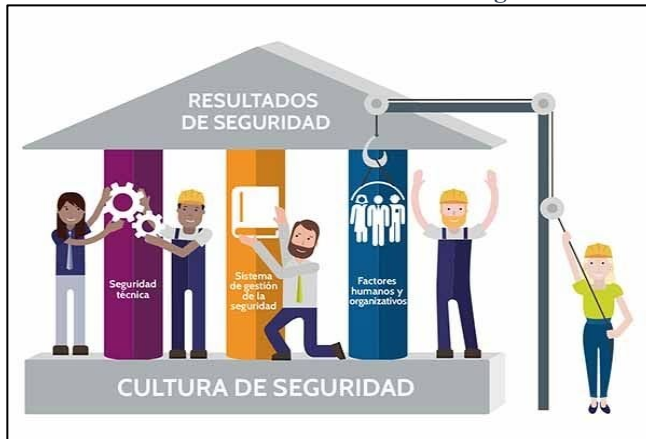 RESULTADOS
DE SEGURIDAD
Seguridad
técnica
Sistema
de gestión
de la
seguridad
Factores
humanos y
organizativos
CULTURA DE SEGURIDAD